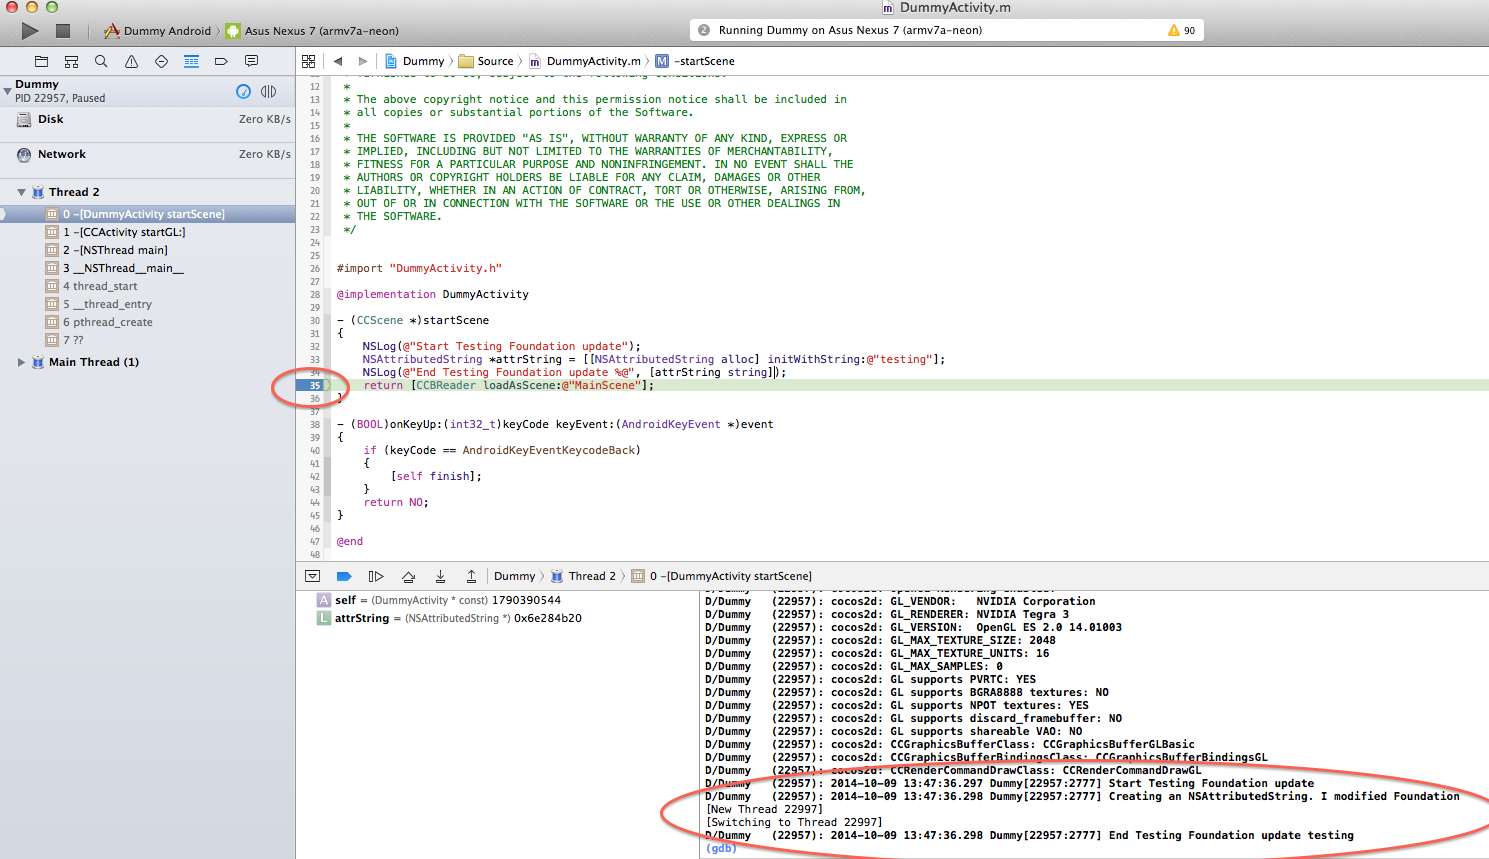 DummyActivity.m
Dummy Android
Asus Nexus 7 (armv7a-neon)
2 Running Dummy on Asus Nexus 7 (armv7a-neon)
90
Dummy
Source
DummyActivity.m
M -startScene
Dummy
PID 22957, Paused
Disk Zero KB/s
Network Zero KB/s
Thread 2
0 -[DummyActivity startScene]
1 -[CCActivity startGL:]
2 -[NSThread main]
3 __NSThread__main__
4 thread_start
5 __thread_entry
6 pthread_create
7 ??
Main Thread (1)
12 *
13 * The above copyright notice and this permission notice shall be included in
14 * all copies or substantial portions of the Software.
15 *
16 * THE SOFTWARE IS PROVIDED "AS IS", WITHOUT WARRANTY OF ANY KIND, EXPRESS OR
17 * IMPLIED, INCLUDING BUT NOT LIMITED TO THE WARRANTIES OF MERCHANTABILITY,
18 * FITNESS FOR A PARTICULAR PURPOSE AND NONINFRINGEMENT. IN NO EVENT SHALL THE
19 * AUTHORS OR COPYRIGHT HOLDERS BE LIABLE FOR ANY CLAIM, DAMAGES OR OTHER
20 * LIABILITY, WHETHER IN AN ACTION OF CONTRACT, TORT OR OTHERWISE, ARISING FROM,
21 * OUT OF OR IN CONNECTION WITH THE SOFTWARE OR THE USE OR OTHER DEALINGS IN
22 * THE SOFTWARE.
23 */
24
25
26 #import "DummyActivity.h"
27
28 @implementation DummyActivity
29
30 - (CCScene *)startScene
31 {
32 NSLog(@"Start Testing Foundation update");
33 NSAttributedString *attrString = [[NSAttributedString alloc] initWithString:@"testing"];
34 NSLog(@"End Testing Foundation update %@", [attrString string]);
35 return [CCBReader loadAsScene:@"MainScene"];
36 }
37
38 - (BOOL)onKeyUp:(int32_t)keyCode keyEvent:(AndroidKeyEvent *)event
39 {
40 if (keyCode == AndroidKeyEventKeycodeBack)
41 {
42 [self finish];
43 }
44 return NO;
45 }
46
47 @end
48
Dummy
Thread 2
0 -[DummyActivity startScene]
A self = (DummyActivity * const) 1790390544
L attrString = (NSAttributedString *) 0x6e284b20
D/Dummy (22957): cocos2d: GL_VENDOR: NVIDIA Corporation
D/Dummy (22957): cocos2d: GL_RENDERER: NVIDIA Tegra 3
D/Dummy (22957): cocos2d: GL_VERSION: OpenGL ES 2.0 14.01003
D/Dummy (22957): cocos2d: GL_MAX_TEXTURE_SIZE: 2048
D/Dummy (22957): cocos2d: GL_MAX_TEXTURE_UNITS: 16
D/Dummy (22957): cocos2d: GL_MAX_SAMPLES: 0
D/Dummy (22957): cocos2d: GL supports PVRTC: YES
D/Dummy (22957): cocos2d: GL supports BGRA8888 textures: NO
D/Dummy (22957): cocos2d: GL supports NPOT textures: YES
D/Dummy (22957): cocos2d: GL supports discard_framebuffer: NO
D/Dummy (22957): cocos2d: GL supports shareable VAO: NO
D/Dummy (22957): cocos2d: CCGraphicsBufferClass: CCGraphicsBufferGLBasic
D/Dummy (22957): cocos2d: CCGraphicsBufferBindingsClass: CCGraphicsBufferBindingsGL
D/Dummy (22957): cocos2d: CCRenderCommandDrawClass: CCRenderCommandDrawGL
D/Dummy (22957): 2014-10-09 13:47:36.297 Dummy[22957:2777] Start Testing Foundation update
D/Dummy (22957): 2014-10-09 13:47:36.298 Dummy[22957:2777] Creating an NSAttributedString. I modified Foundation
[New Thread 22997]
[Switching to Thread 22997]
D/Dummy (22957): 2014-10-09 13:47:36.298 Dummy[22957:2777] End Testing Foundation update testing
(gdb)